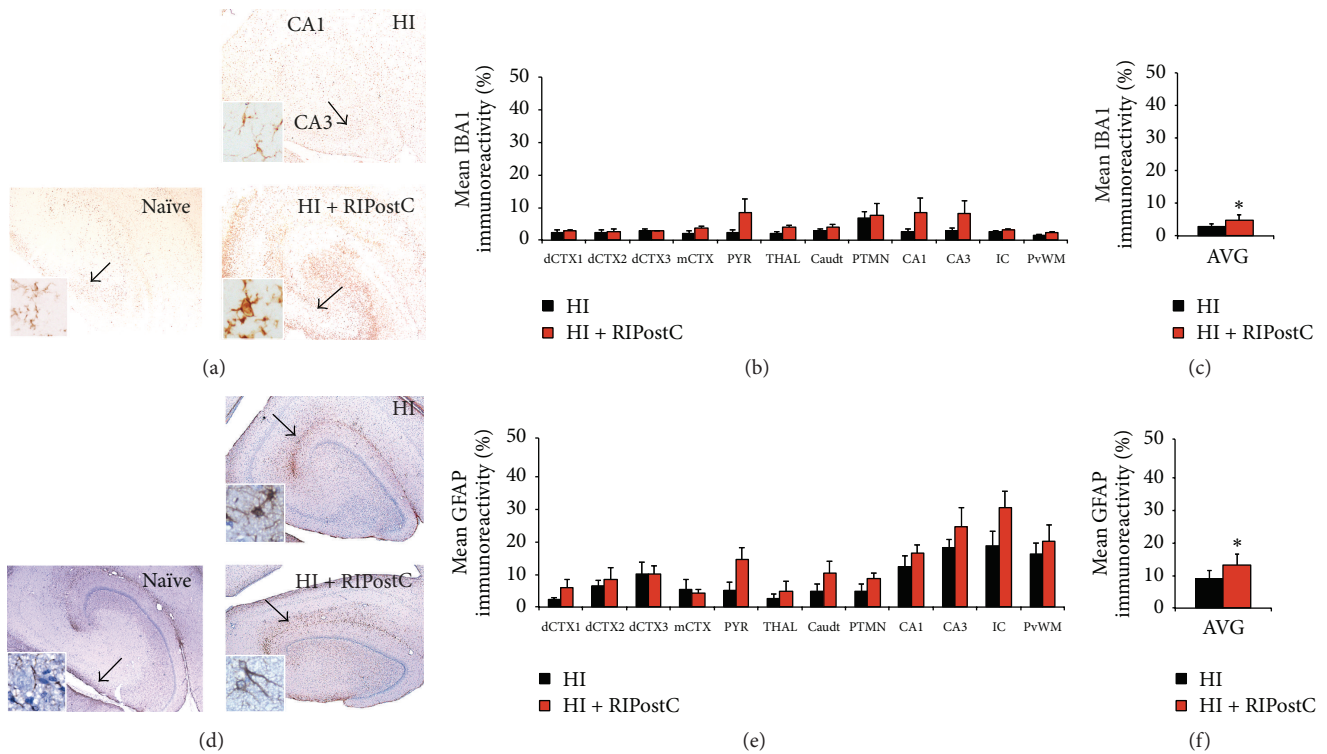 CA1 HI
CA3
Naïve
HI + RIPostC
(a)
Mean IBA1
immunoreactivity (%)
50
40
30
20
10
0
dCTX1 dCTX2 dCTX3 mCTX PYR THAL Caudt PTMN CA1 CA3 IC PvWM
HI
HI + RIPostC
(b)
Mean IBA1
immunoreactivity (%)
50
40
30
20
10
0
*
AVG
HI
HI + RIPostC
(c)
HI
Naïve
HI + RIPostC
(d)
Mean GFAP
immunoreactivity (%)
50
40
30
20
10
0
dCTX1 dCTX2 dCTX3 mCTX PYR THAL Caudt PTMN CA1 CA3 IC PvWM
HI
HI + RIPostC
(e)
Mean GFAP
immunoreactivity (%)
50
40
30
20
10
0
*
AVG
HI
HI + RIPostC
(f)